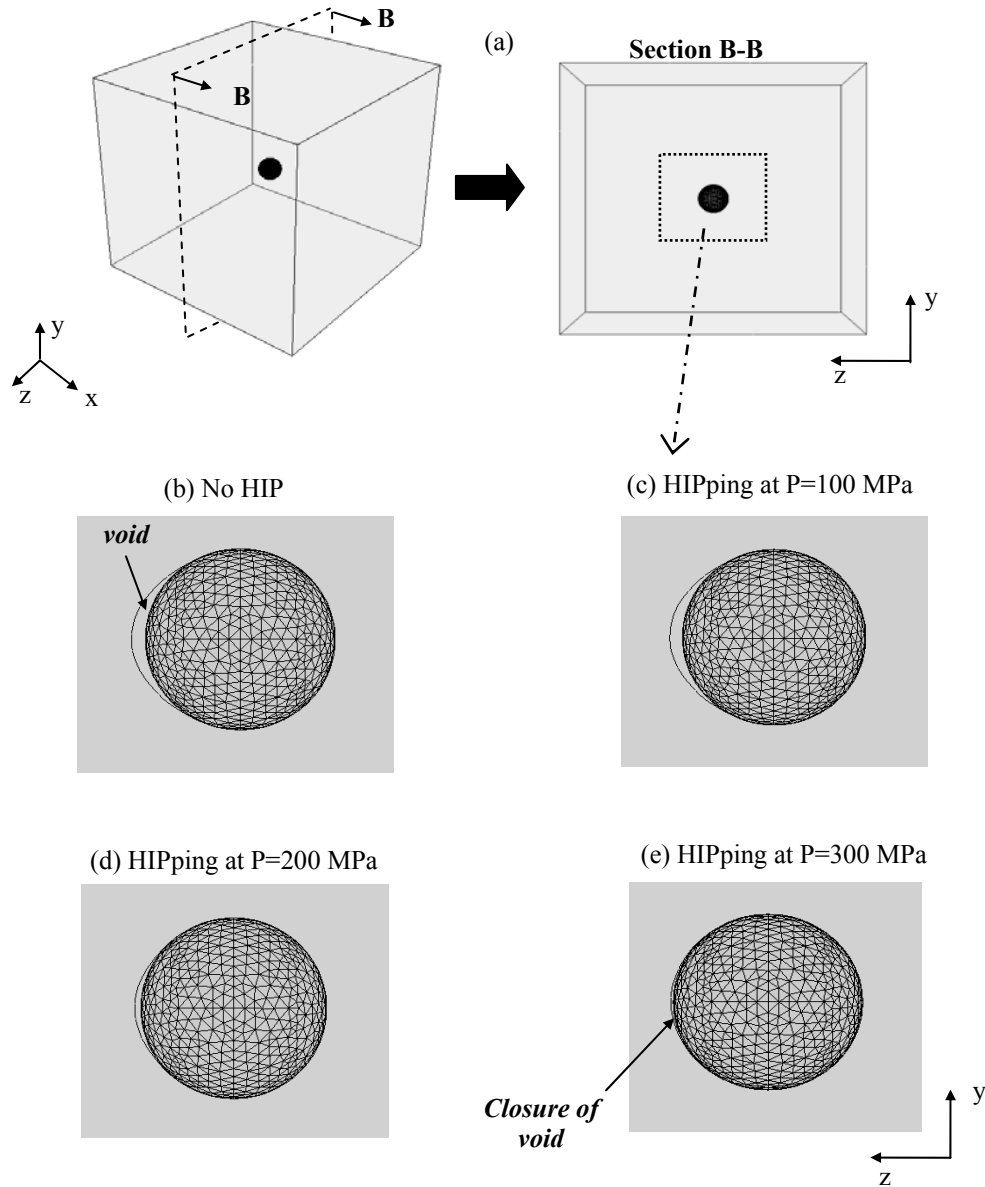 B
(a)
B
Section B-B
y
z
x
y
z
(b) No HIP
(c) HIPping at P=100 MPa
void
(d) HIPping at P=200 MPa
(e) HIPping at P=300 MPa
Closure of
void
y
z